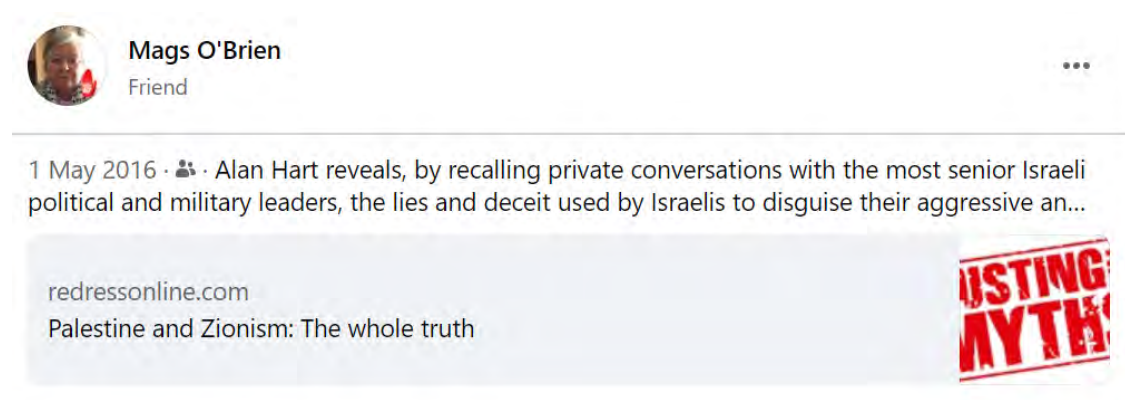 Mags O'Brien
Friend
1 May 2016 · · Alan Hart reveals, by recalling private conversations with the most senior Israeli
political and military leaders, the lies and deceit used by Israelis to disguise their aggressive an...
redressonline.com
Palestine and Zionism: The whole truth
USTING
MYTHS